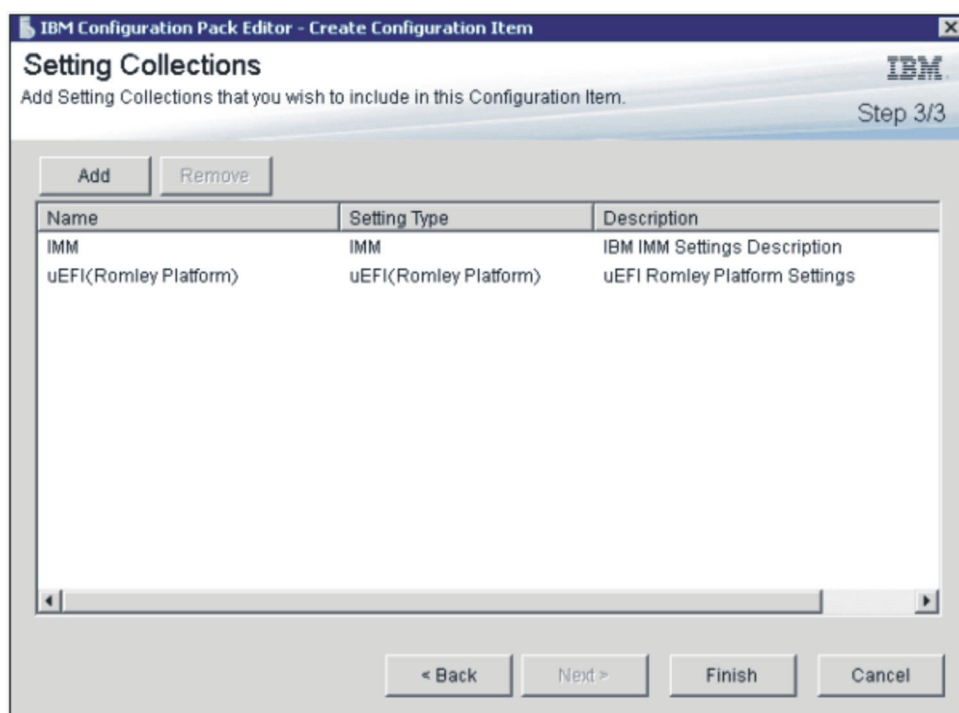 IBM Configuration Pack Editor - Create Configuration Item
Setting Collections
IBM
Add Setting Collections that you wish to include in this Configuration Item.
Step 3/3
Add Remove
Name Setting Type Description
IMM IMM IBM IMM Settings Description
uEFI(Romley Platform) uEFI(Romley Platform) uEFI Romley Platform Settings
< Back Next > Finish Cancel